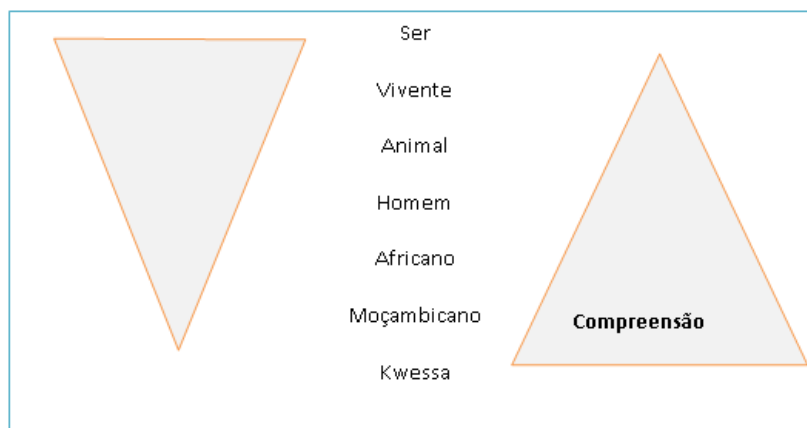 Ser
Vivente
Animal
Homem
Africano
Moçambicano
Compreensão
Kwessa